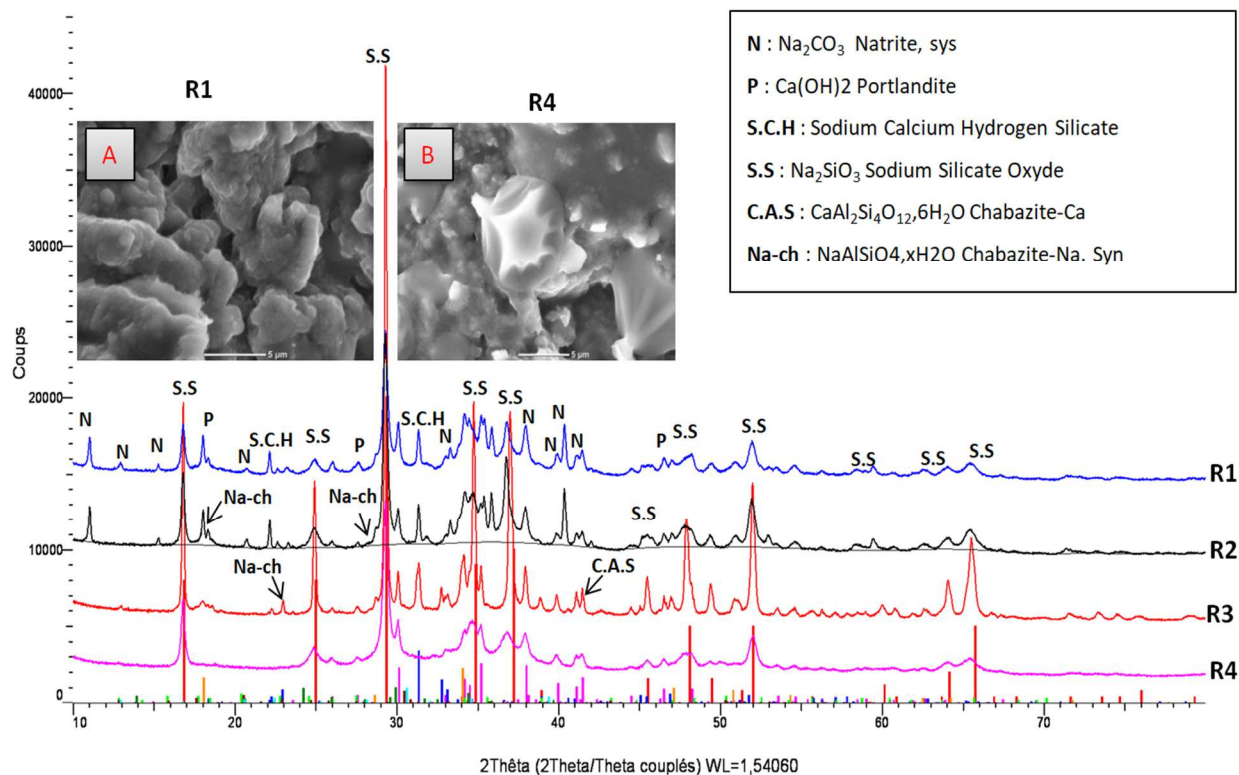 S.S
R1
R4
A
B
5 µm
5 µm
N : Na₂CO₃ Natrite, sys
P : Ca(OH)2 Portlandite
S.C.H : Sodium Calcium Hydrogen Silicate
S.S : Na₂SiO₃ Sodium Silicate Oxyde
C.A.S : CaAl₂Si₄O₁₂,6H₂O Chabazite-Ca
Na-ch : NaAlSiO4,xH2O Chabazite-Na. Syn
Coups
40000
30000
20000
10000
0
N
N
N
S.S
P
N
S.C.H
S.S
P
S.C.H
N
S.S
S.S
N
N
N
N
P
S.S
S.S
S.S
S.S
S.S
R1
Na-ch
Na-ch
S.S
R2
Na-ch
C.A.S
R3
R4
10
20
30
40
50
60
70
2Thêta (2Theta/Theta couplés) WL=1,54060